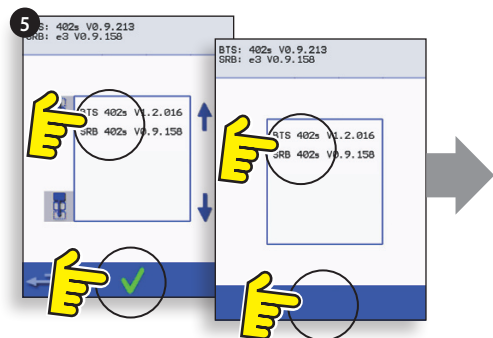 5
BTS: 402s V0.9.213
SRB: e3 V0.9.158
BTS 402s V1.2.016
SRB 402s V0.9.158
BTS: 402s V0.9.213
SRB: e3 V0.9.158
BTS 402s V1.2.016
SRB 402s V0.9.158